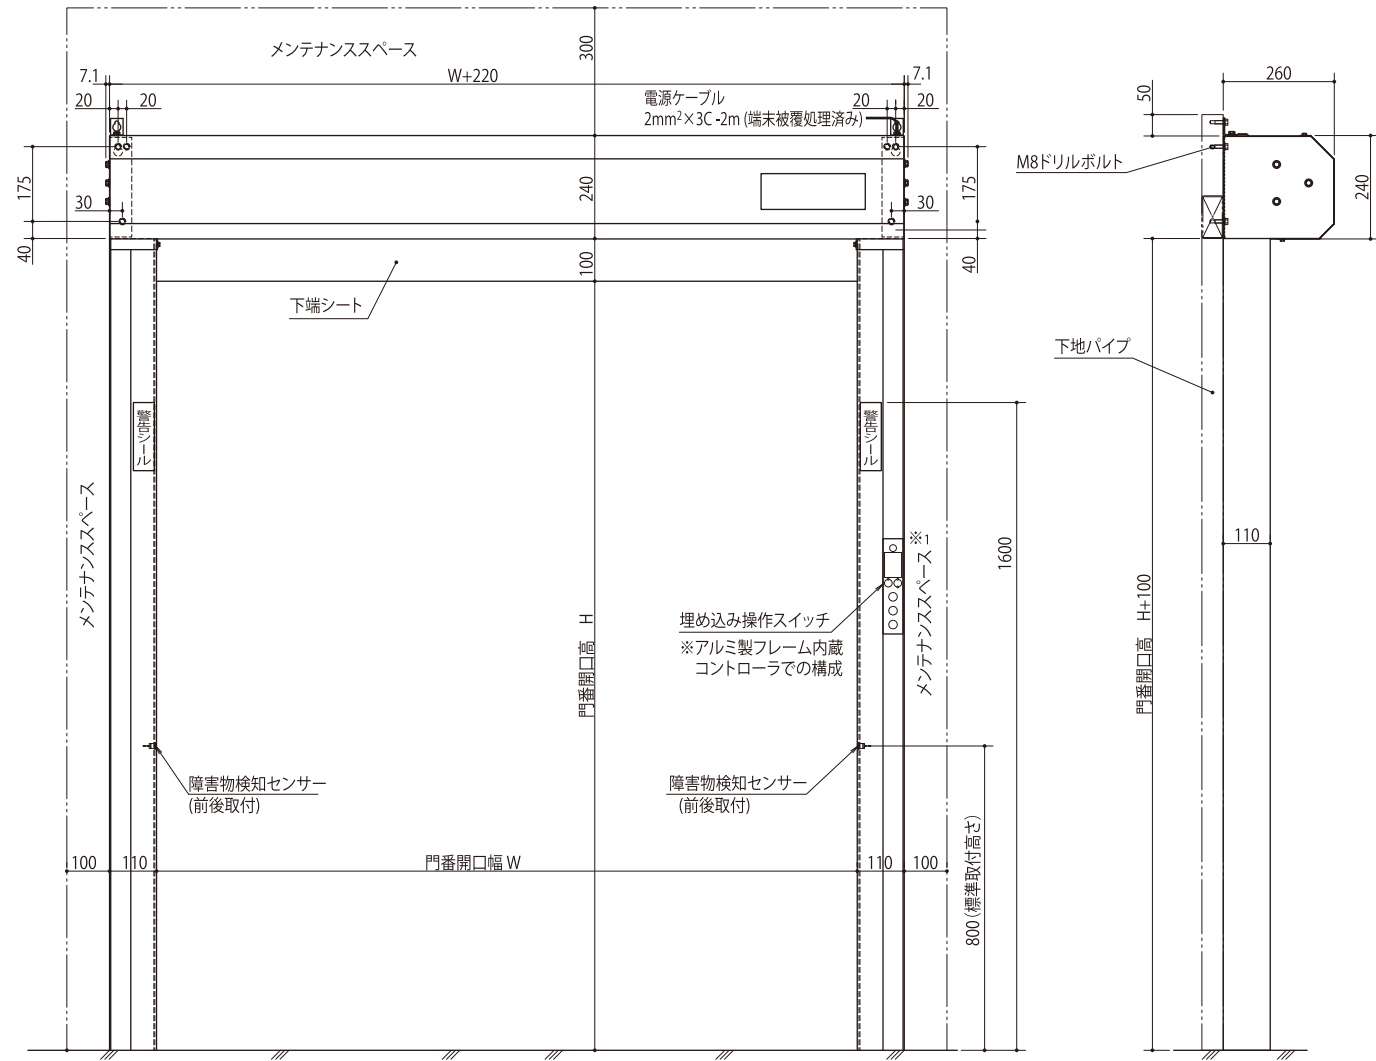 メンテナンススペース
300
7.1
W+220
7.1
20
20
電源ケーブル
2mm²×3C -2m (端末被覆処理済み)
20
20
175
30
40
240
175
30
40
100
下端シート
警告シール
警告シール
メンテナンススペース
1600
※1
メンテナンススペース
埋め込み操作スイッチ
※アルミ製フレーム内蔵
コントローラでの構成
門番開口高 H
障害物検知センサー
(前後取付)
障害物検知センサー
(前後取付)
800 (標準取付高さ)
100
110
門番開口幅 W
110
100
260
50
M8ドリルボルト
240
下地パイプ
110
門番開口高 H+100